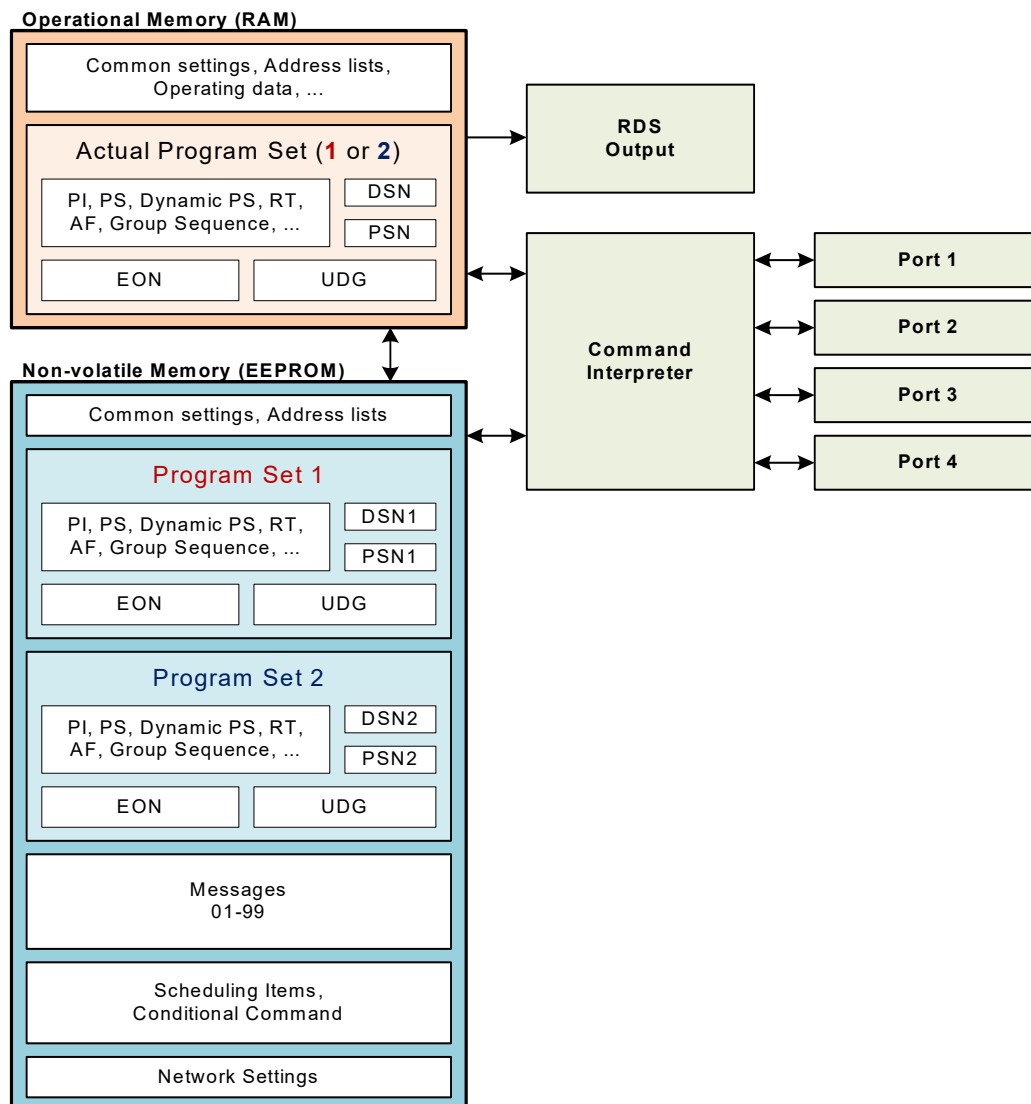 Operational Memory (RAM)
Common settings, Address lists,
Operating data, ...
Actual Program Set (1 or 2)
PI, PS, Dynamic PS, RT,
AF, Group Sequence, ...
DSN
PSN
EON
UDG
RDS
Output
Command
Interpreter
Port 1
Port 2
Port 3
Port 4
Non-volatile Memory (EEPROM)
Common settings, Address lists
Program Set 1
PI, PS, Dynamic PS, RT,
AF, Group Sequence, ...
DSN1
PSN1
EON
UDG
Program Set 2
PI, PS, Dynamic PS, RT,
AF, Group Sequence, ...
DSN2
PSN2
EON
UDG
Messages
01-99
Scheduling Items,
Conditional Command
Network Settings